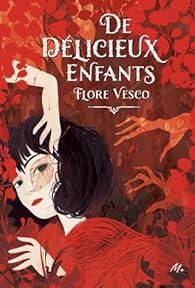 De
Délicieux
Enfants
Flore Vesco
M+